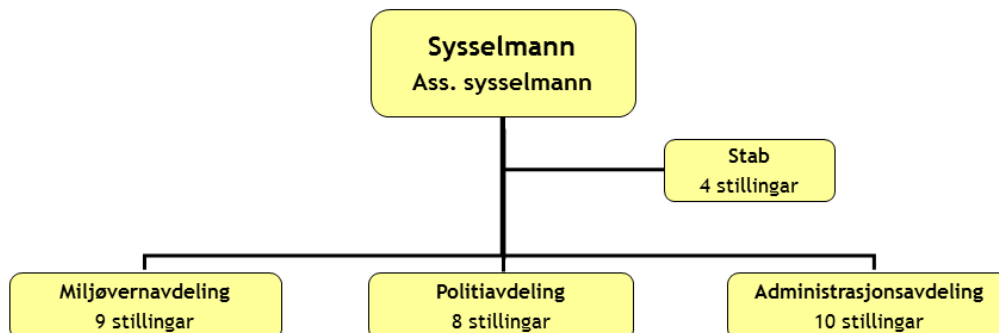 Sysselmann
Ass. sysselmann
Stab
4 stillingar
Miljøvernavdeling
9 stillingar
Politiavdeling
8 stillingar
Administrasjonsavdeling
10 stillingar